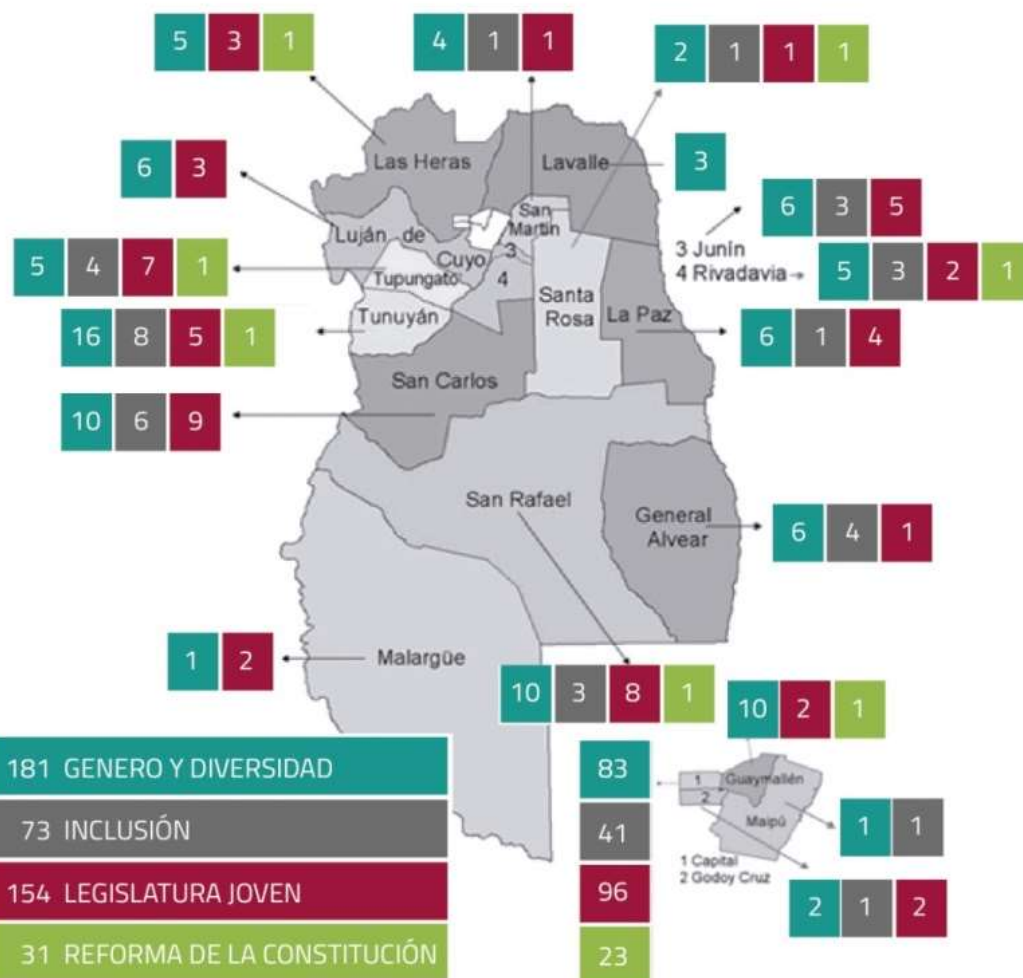 5 3 1
4 1 1
2 1 1 1
Las Heras
Lavalle
3
6 3
San
Martín
6 3 5
Luján de
Cuyo
3 Junín
4 Rivadavia
3
4
5 4 7 1
Tupungato
5 3 2 1
Santa
Rosa
La Paz
16 8 5 1
Tunuyán
6 1 4
San Carlos
10 6 9
San Rafael
General
Alvear
6 4 1
1 2
Malargüe
10 3 8 1
10 2 1
181 GENERO Y DIVERSIDAD
83
73 INCLUSIÓN
41
154 LEGISLATURA JOVEN
96
31 REFORMA DE LA CONSTITUCIÓN
23
1
2
Guaymallén
Maipú
1 1
1 Capital
2 Godoy Cruz
2 1 2